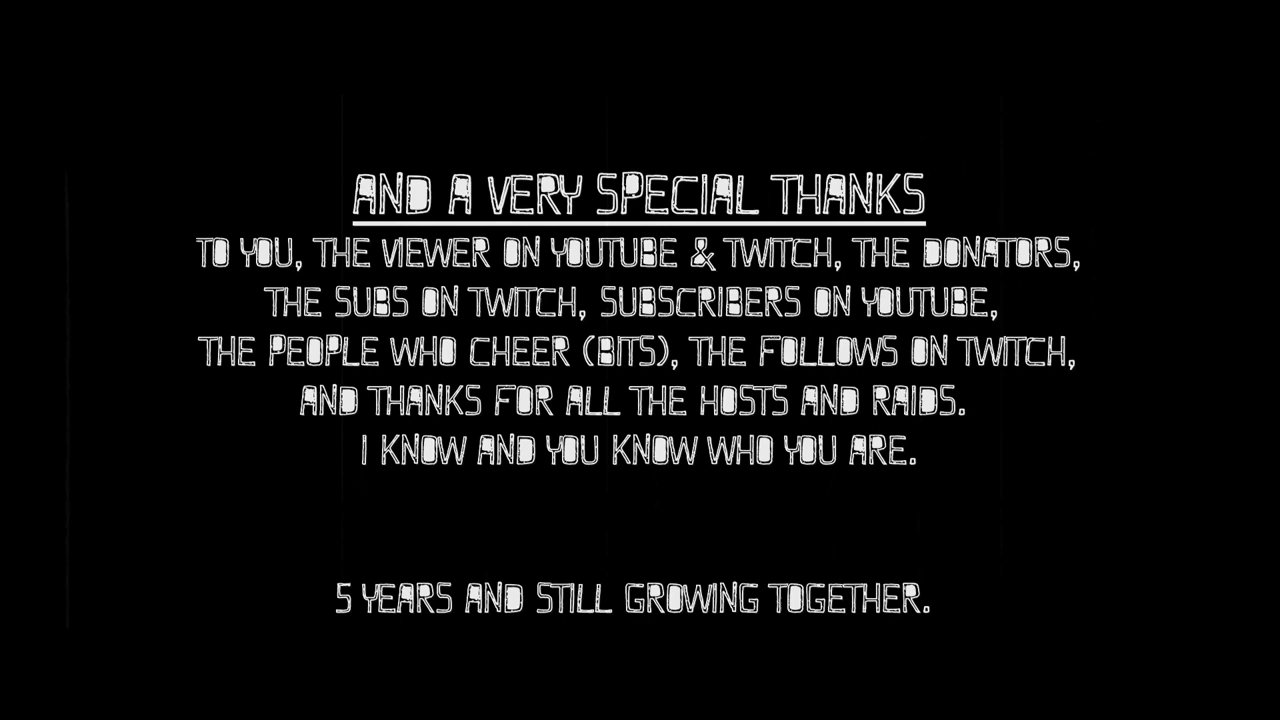 AND A VERY SPECIAL THANKS
TO YOU, THE VIEWER ON YOUTUBE & TWITCH, THE DONATORS,
THE SUBS ON TWITCH, SUBSCRIBERS ON YOUTUBE,
THE PEOPLE WHO CHEER (BITS), THE FOLLOWS ON TWITCH,
AND THANKS FOR ALL THE HOSTS AND RAIDS.
I KNOW AND YOU KNOW WHO YOU ARE.
5 YEARS AND STILL GROWING TOGETHER.